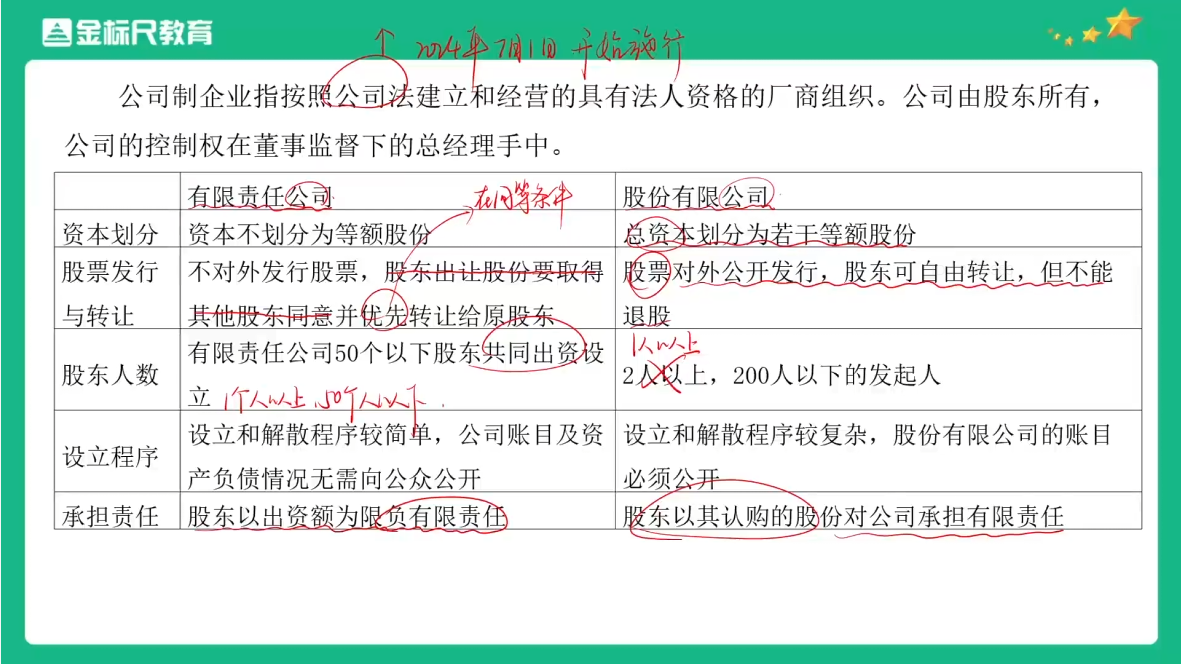 金标尺教育
2024年7月1日开始施行
公司制企业指按照公司法建立和经营的具有法人资格的厂商组织。公司由股东所有，
公司的控制权在董事监督下的总经理手中。
有限责任公司
在同等条件
股份有限公司
资本划分
资本不划分为等额股份
总资本划分为若干等额股份
股票发行
与转让
不对外发行股票，股东出让股份要取得
其他股东同意并优先转让给原股东
股票对外公开发行，股东可自由转让，但不能
退股
股东人数
有限责任公司50个以下股东共同出资设
立
1个人以上,50个人以下
1人以上
2人以上，200人以下的发起人
设立程序
设立和解散程序较简单，公司账目及资
产负债情况无需向公众公开
设立和解散程序较复杂，股份有限公司的账目
必须公开
承担责任
股东以出资额为限负有限责任
股东以其认购的股份对公司承担有限责任